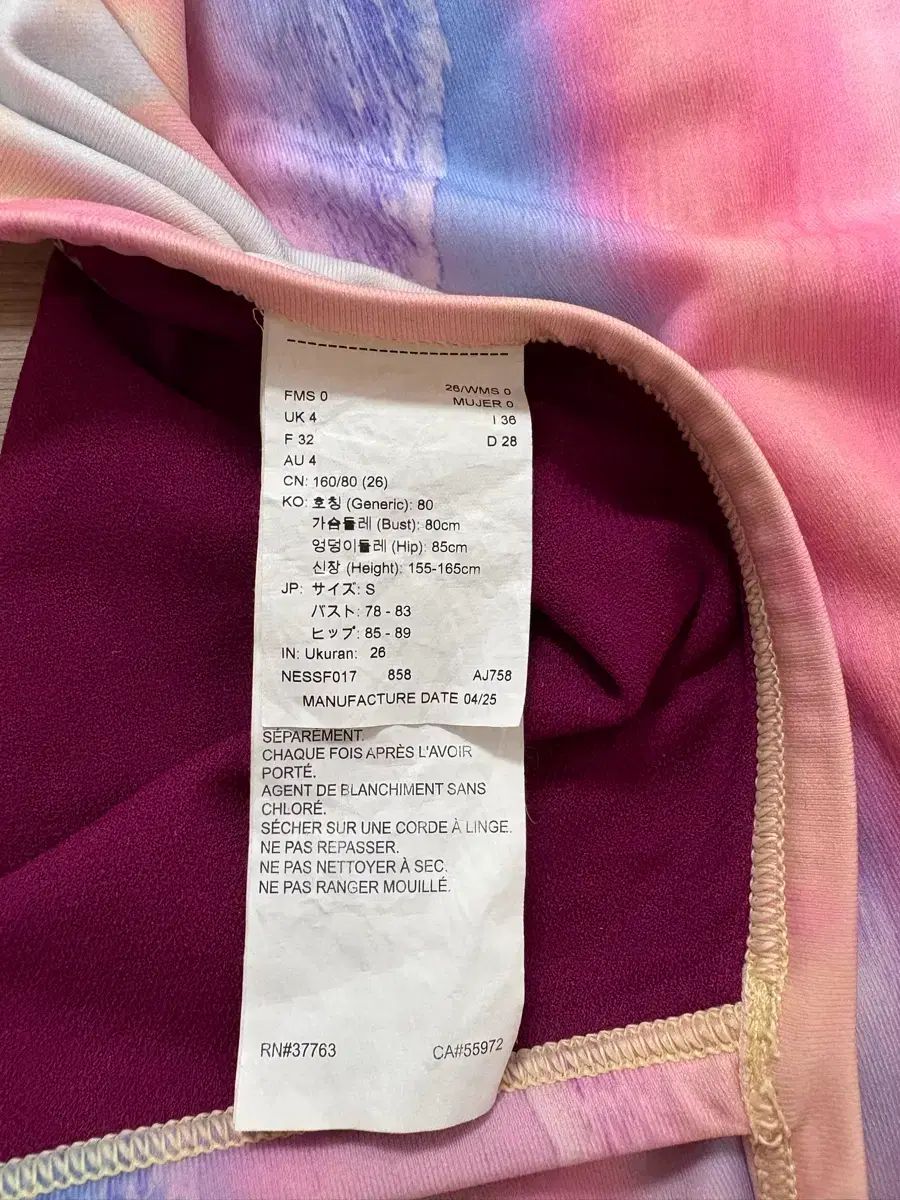 FMS 0 26/WMS 0
MUJER 0
UK 4 I 36
F 32 D 28
AU 4
CN: 160/80 (26)
KO: 호칭 (Generic): 80
가슴둘레 (Bust): 80cm
엉덩이둘레 (Hip): 85cm
신장 (Height): 155-165cm
JP: サイズ: S
バスト: 78 - 83
ヒップ: 85 - 89
IN: Ukuran: 26
NESSF017 858 AJ758
MANUFACTURE DATE 04/25
SÉPARÉMENT.
CHAQUE FOIS APRÈS L'AVOIR
PORTÉ.
AGENT DE BLANCHIMENT SANS
CHLORÉ.
SÉCHER SUR UNE CORDE À LINGE.
NE PAS REPASSER.
NE PAS NETTOYER À SEC.
NE PAS RANGER MOUILLÉ.
RN#37763 CA#55972